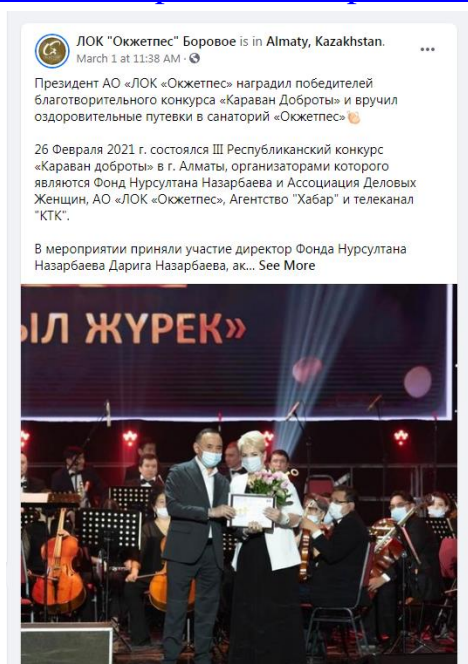 ЛОК "Окжетпес" Боровое is in Almaty, Kazakhstan.
March 1 at 11:38 AM ·
Президент АО «ЛОК «Окжетпес» наградил победителей
благотворительного конкурса «Караван Доброты» и вручил
оздоровительные путевки в санаторий «Окжетпес»👏🏻
26 Февраля 2021 г. состоялся III Республиканский конкурс
«Караван доброты» в г. Алматы, организаторами которого
являются Фонд Нурсултана Назарбаева и Ассоциация Деловых
Женщин, АО «ЛОК «Окжетпес», Агентство "Хабар" и телеканал
"КТК".
В мероприятии приняли участие директор Фонда Нурсултана
Назарбаева Дарига Назарбаева, ак... See More
ЫЛ ЖҮРЕК»